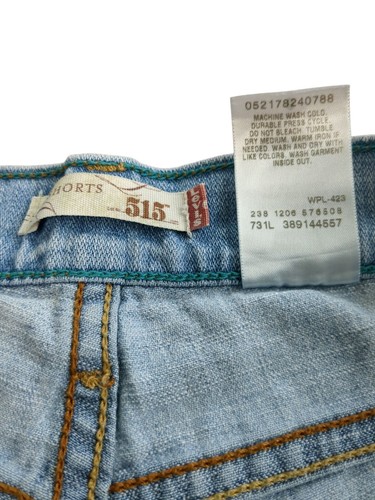 052178240788
MACHINE WASH COLD,
DURABLE PRESS CYCLE.
DO NOT BLEACH. TUMBLE
DRY MEDIUM. WARM IRON IF
NEEDED. WASH AND DRY WITH
LIKE COLORS. WASH GARMENT
INSIDE OUT.
WPL-423
238 1206 576508
731L 389144557
HORTS
515
LEVI'S